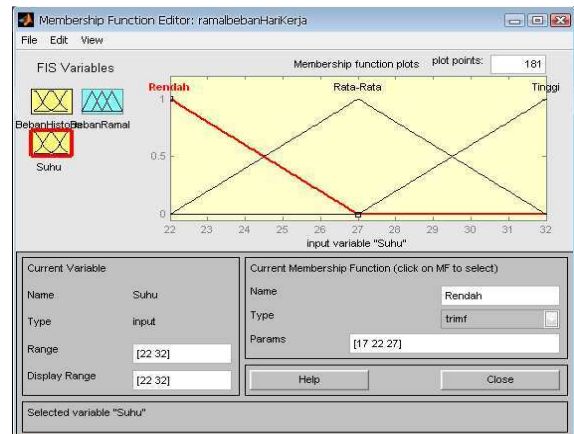 Membership Function Editor: ramalbebanHariKerja
File Edit View
FIS Variables
Membership function plots plot points: 181
Rendah Rata-Rata Tinggi
1
0.5
0
BebanHistoris BebanRamal
Suhu
22 23 24 25 26 27 28 29 30 31 32
input variable "Suhu"
Current Variable
Name Suhu
Type input
Range [22 32]
Display Range [22 32]
Current Membership Function (click on MF to select)
Name Rendah
Type trimf
Params [17 22 27]
Help Close
Selected variable "Suhu"